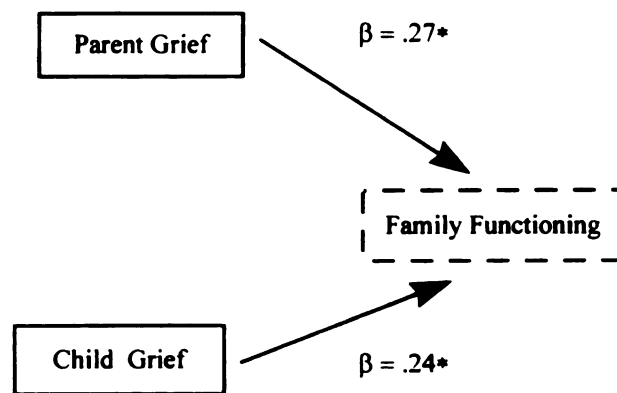 Parent Grief
β = .27*
Family Functioning
Child Grief
β = .24*